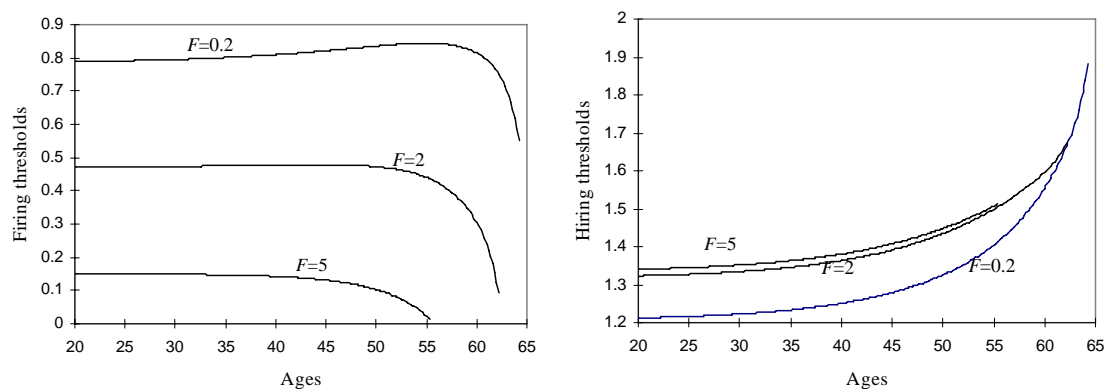 Firing thresholds
0.9
0.8
0.7
0.6
0.5
0.4
0.3
0.2
0.1
0
F=0.2
F=2
F=5
20 25 30 35 40 45 50 55 60 65
Ages
Hiring thresholds
2
1.9
1.8
1.7
1.6
1.5
1.4
1.3
1.2
F=5
F=2
F=0.2
20 25 30 35 40 45 50 55 60 65
Ages